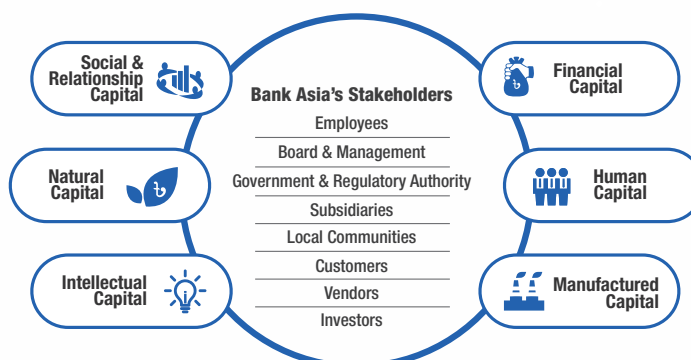 Social &
Relationship
Capital
Natural
Capital
Intellectual
Capital
Bank Asia's Stakeholders
Employees
Board & Management
Government & Regulatory Authority
Subsidiaries
Local Communities
Customers
Vendors
Investors
৳
Financial
Capital
Human
Capital
Manufactured
Capital
৳